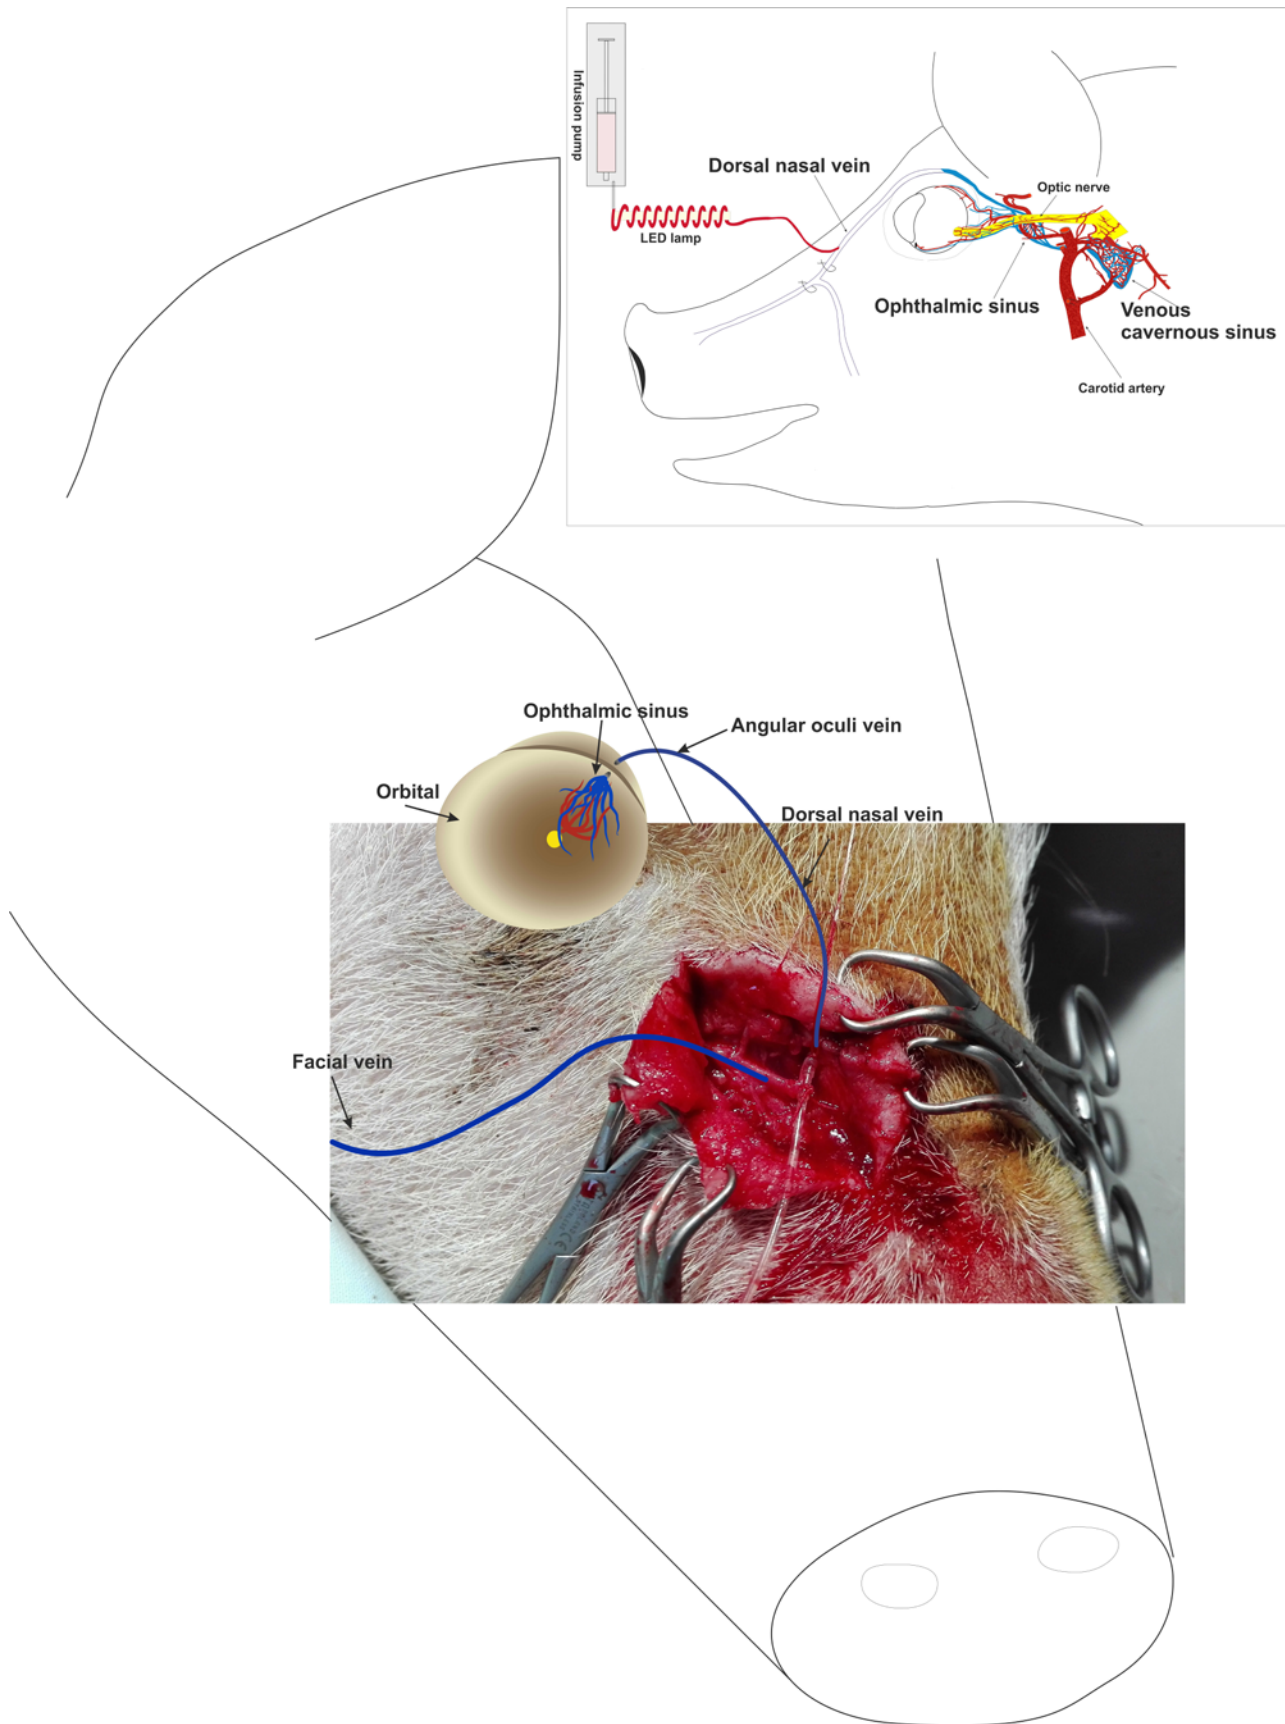 Infusion pump
Dorsal nasal vein
Optic nerve
LED lamp
Ophthalmic sinus
Venous
cavernous sinus
Carotid artery
Ophthalmic sinus
Angular oculi vein
Orbital
Dorsal nasal vein
Facial vein